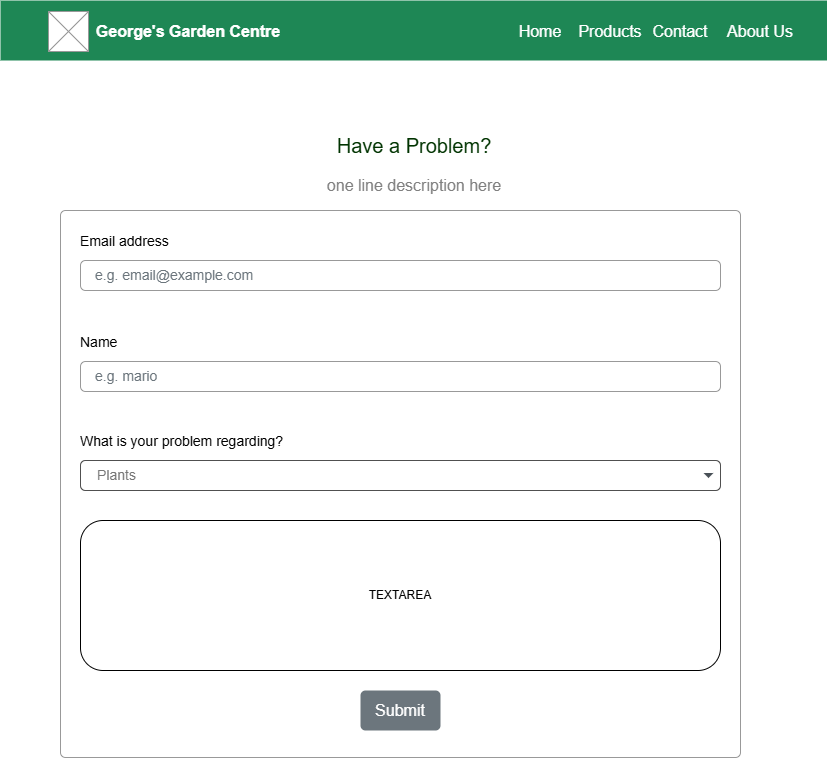 George's Garden Centre Home Products Contact About Us
Have a Problem?
one line description here
Email address
e.g. email@example.com
Name
e.g. mario
What is your problem regarding?
Plants
TEXTAREA
Submit